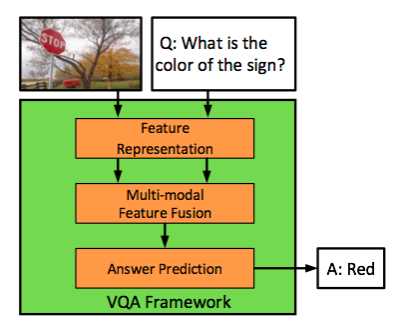 STOP
Q: What is the
color of the sign?
Feature
Representation
Multi-modal
Feature Fusion
Answer Prediction
A: Red
VQA Framework